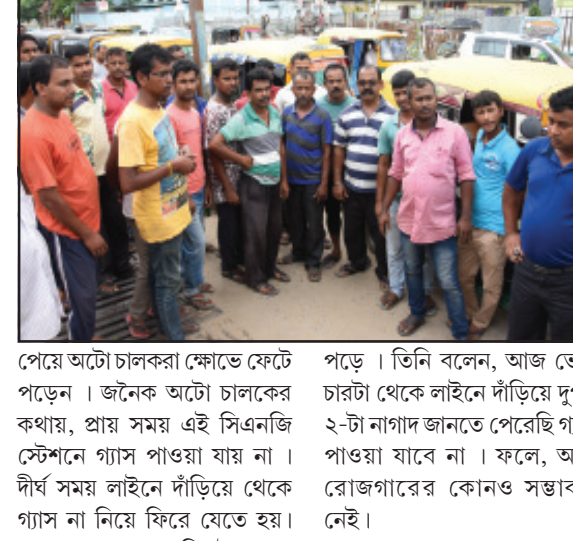 পেয়ে অটো চালকরা ক্ষোভে ফেটে
পড়েন । জনৈক অটো চালকের
কথায়, প্রায় সময় এই সিএনজি
স্টেশনে গ্যাস পাওয়া যায় না ।
দীর্ঘ সময় লাইনে দাঁড়িয়ে থেকে
গ্যাস না নিয়ে ফিরে যেতে হয়।
পড়ে । তিনি বলেন, আজ
চারটা থেকে লাইনে দাঁড়িয়ে
২-টা নাগাদ জানতে পেরেছি
পাওয়া যাবে না । ফলে,
রোজগারের কোনও
নেই।